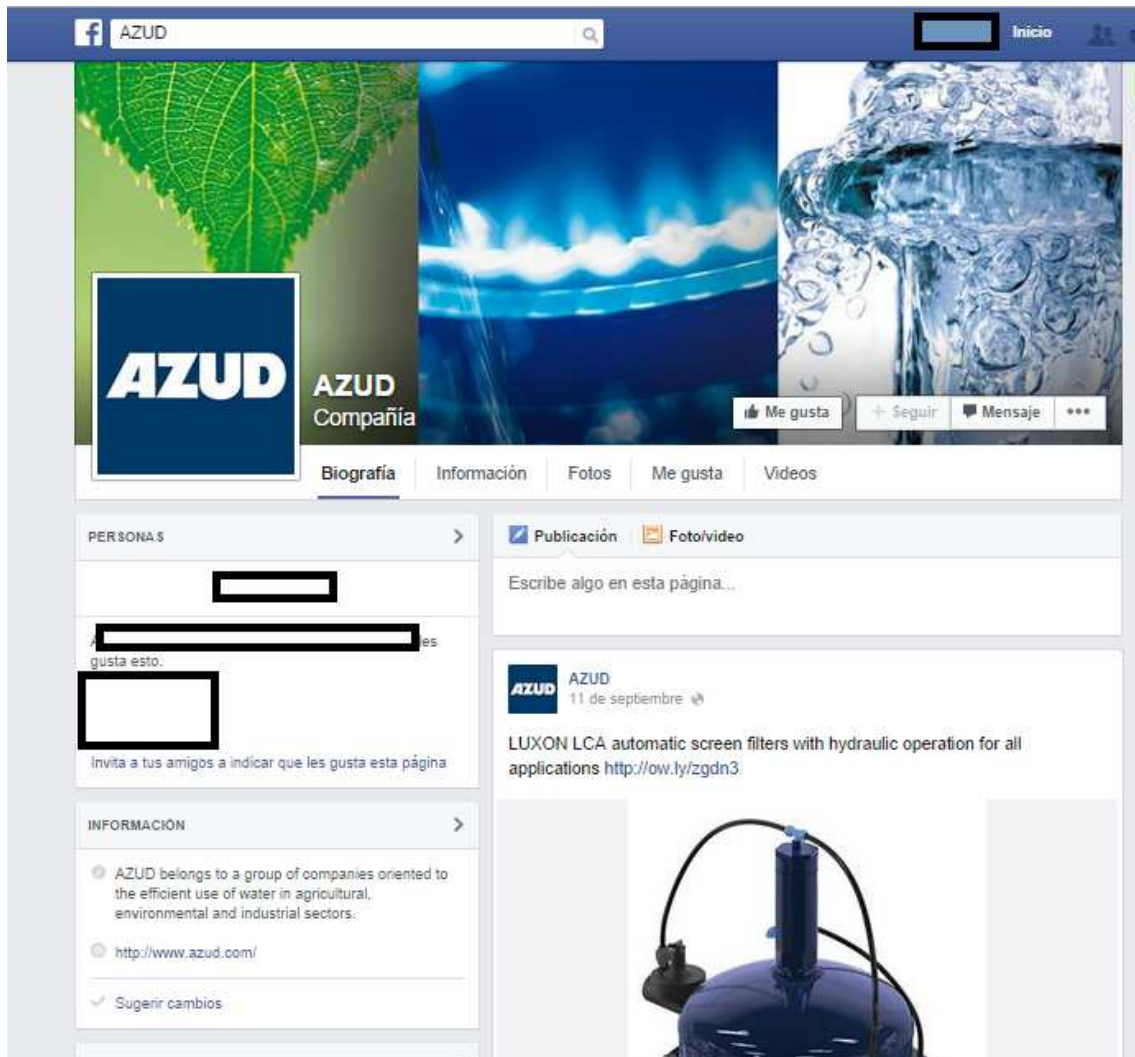 AZUD
Inicio
AZUD
AZUD
Compañía
Me gusta
+ Seguir
Mensaje
Biografía
Información
Fotos
Me gusta
Videos
PERSONAS
A les
gusta esto.
Invita a tus amigos a indicar que les gusta esta página
INFORMACIÓN
AZUD belongs to a group of companies oriented to
the efficient use of water in agricultural,
environmental and industrial sectors.
http://www.azud.com/
Sugerir cambios
Publicación
Foto/video
Escribe algo en esta página...
AZUD
AZUD
11 de septiembre
LUXON LCA automatic screen filters with hydraulic operation for all
applications http://ow.ly/zgdn3